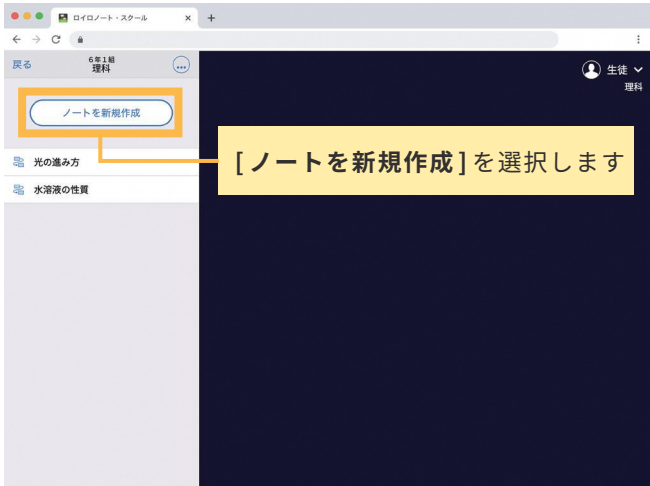 ロイロノート・スクール
戻る
6年1組
理科
生徒
理科
ノートを新規作成
[ノートを新規作成]を選択します
光の進み方
水溶液の性質